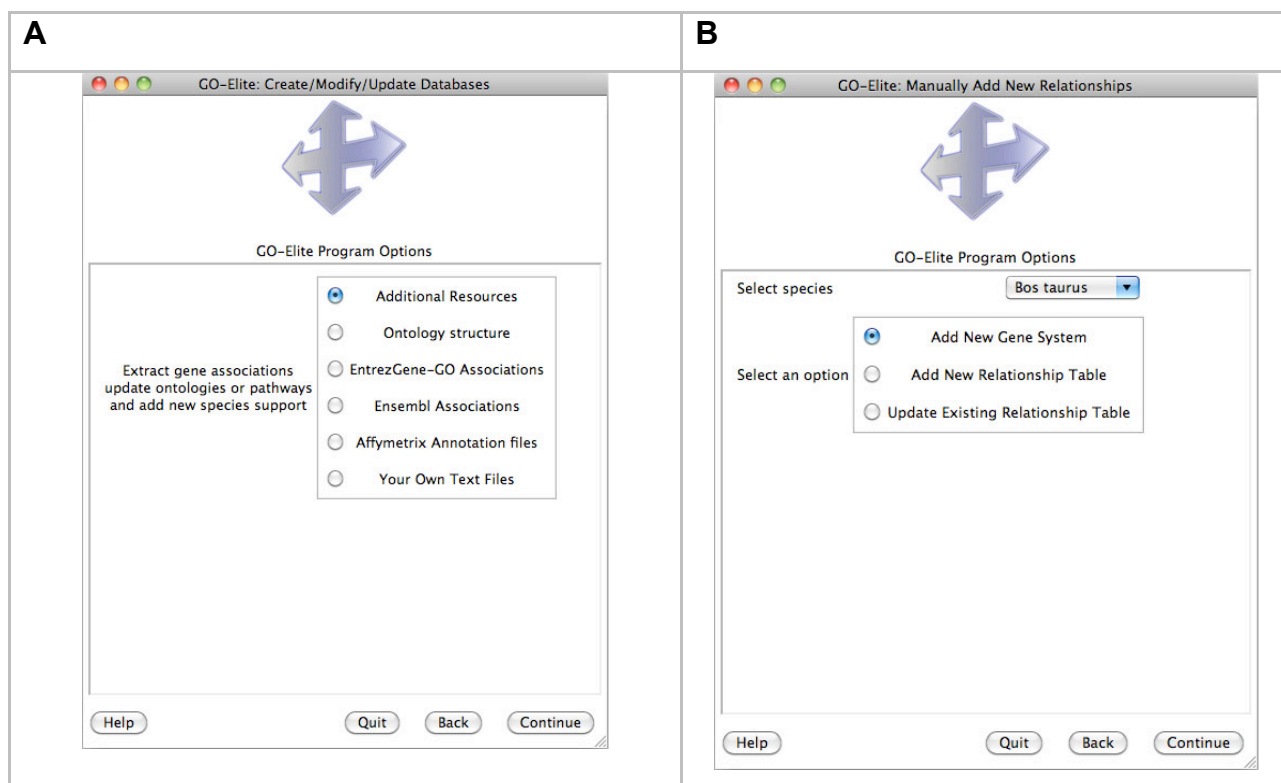 A
B
GO-Elite: Create/Modify/Update Databases
GO-Elite Program Options
Extract gene associations
update ontologies or pathways
and add new species support
Additional Resources
Ontology structure
EntrezGene-GO Associations
Ensembl Associations
Affymetrix Annotation files
Your Own Text Files
Help
Quit
Back
Continue
GO-Elite: Manually Add New Relationships
GO-Elite Program Options
Select species
Bos taurus
Select an option
Add New Gene System
Add New Relationship Table
Update Existing Relationship Table
Help
Quit
Back
Continue